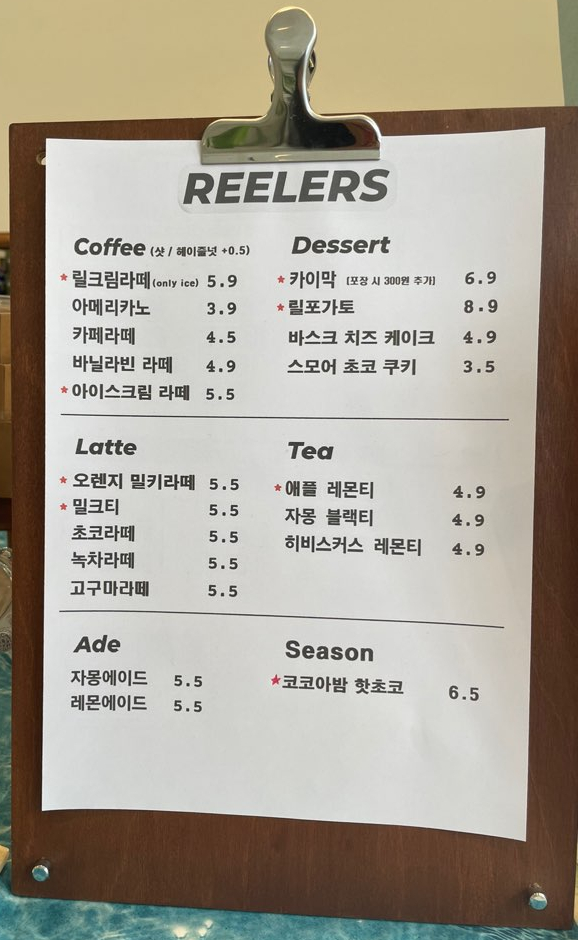 REELERS
Coffee (샷 / 헤이즐넛 +0.5)
★ 릴크림라떼(only ice) 5.9
아메리카노 3.9
카페라떼 4.5
바닐라빈 라떼 4.9
★ 아이스크림 라떼 5.5
Dessert
★ 카이막 (포장 시 300원 추가) 6.9
★ 릴포가토 8.9
바스크 치즈 케이크 4.9
스모어 초코 쿠키 3.5
Latte
★ 오렌지 밀키라떼 5.5
★ 밀크티 5.5
초코라떼 5.5
녹차라떼 5.5
고구마라떼 5.5
Tea
★ 애플 레몬티 4.9
자몽 블랙티 4.9
히비스커스 레몬티 4.9
Ade
자몽에이드 5.5
레몬에이드 5.5
Season
★ 코코아밤 핫초코 6.5